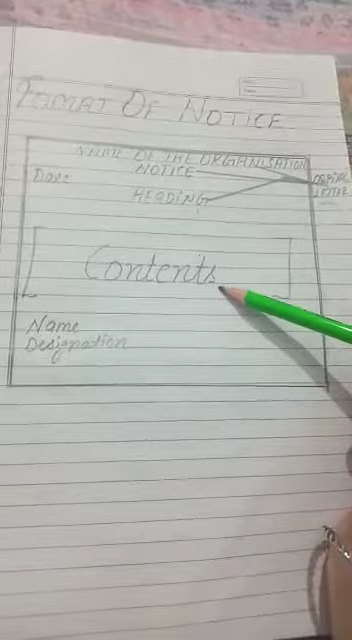 FORMAT OF NOTICE
NAME OF THE ORGANISATION
NOTICE
Date
HEADING
CAPITAL
LETTER
Contents
Name
Designation